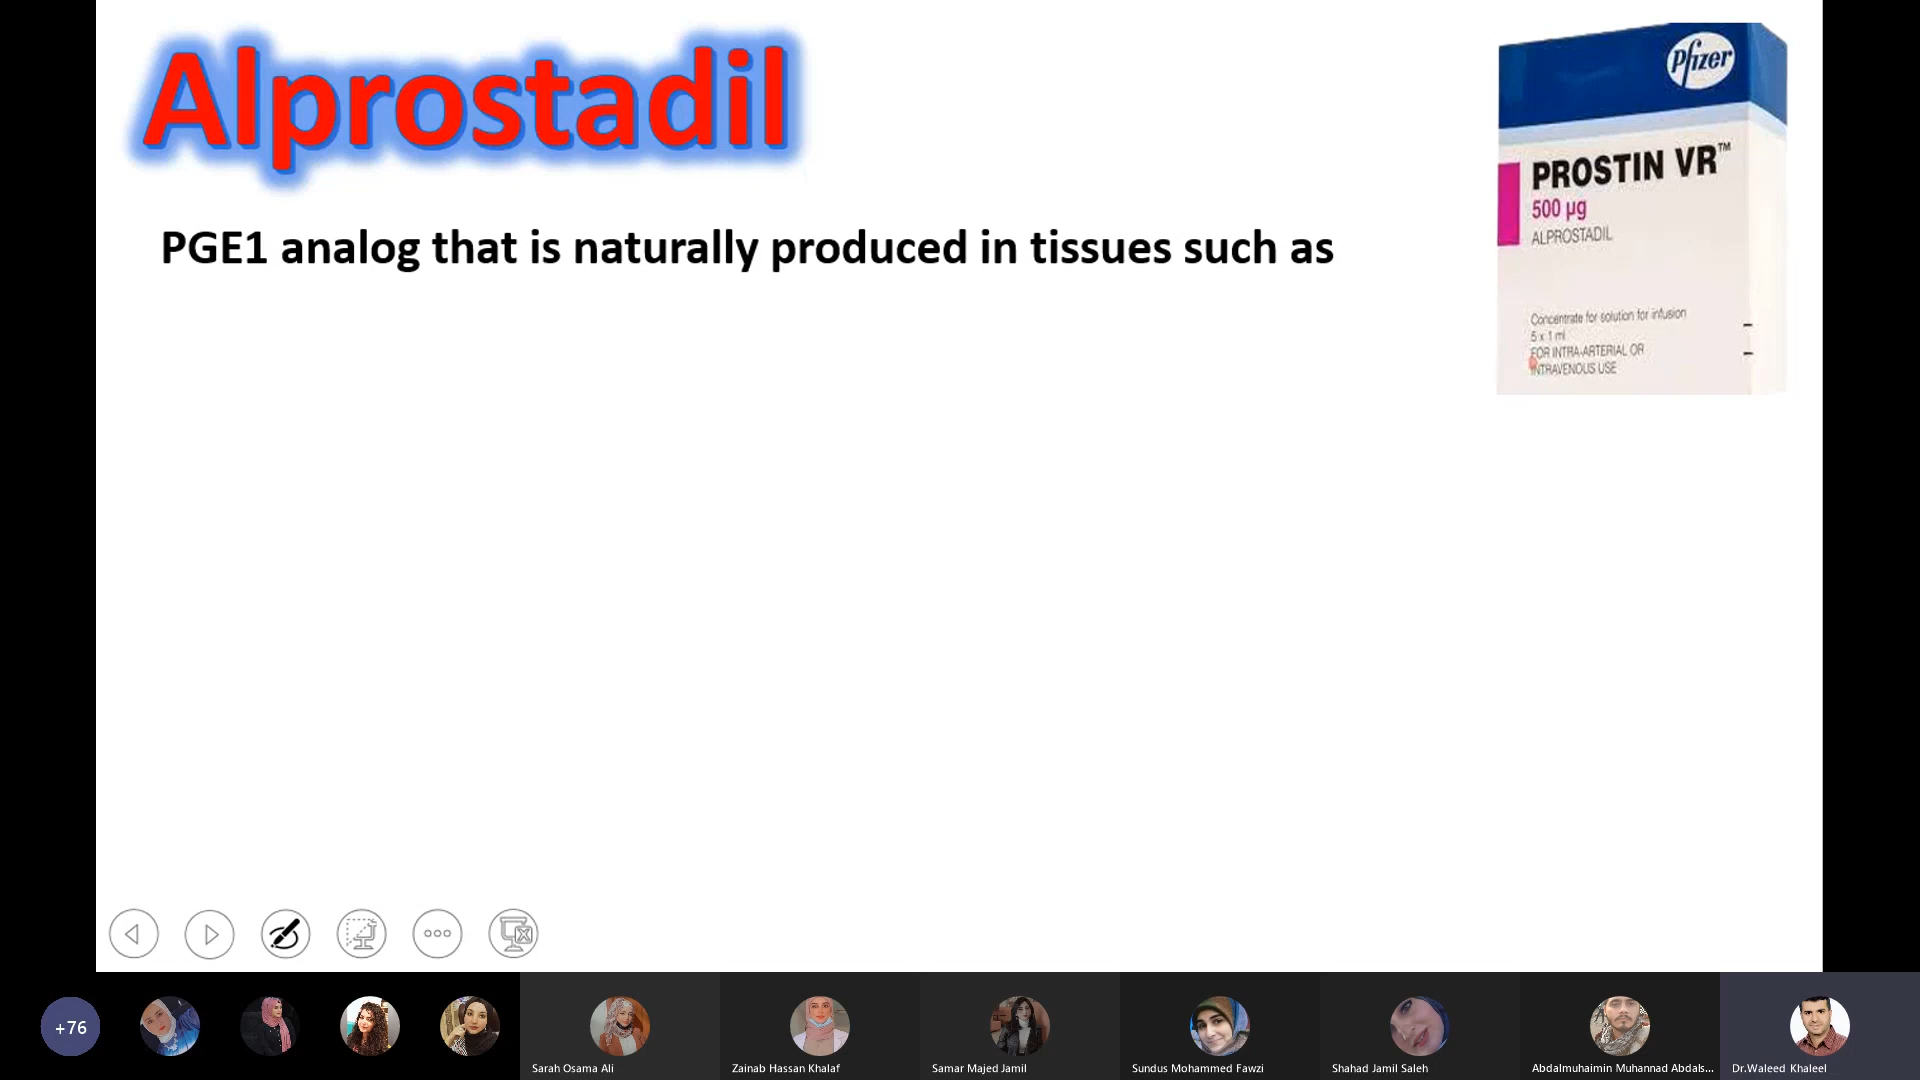 Alprostadil
PGE1 analog that is naturally produced in tissues such as
Pfizer
PROSTIN VR™
500 µg
ALPROSTADIL
Concentrate for solution for infusion
5 x 1 ml
FOR INTRA-ARTERIAL OR
INTRAVENOUS USE
+76
Sarah Osama Ali
Zainab Hassan Khalaf
Samar Majed Jamil
Sundus Mohammed Fawzi
Shahad Jamil Saleh
Abdalmuhaimin Muhannad Abdals...
Dr.Waleed Khaleel